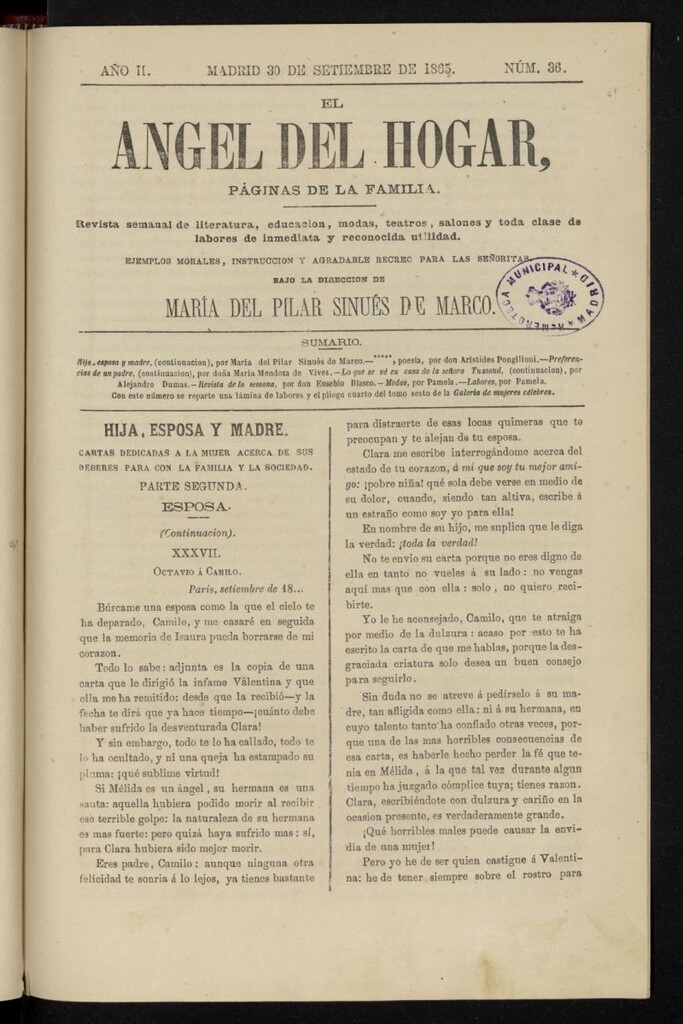 AÑO II. MADRID 30 DE SETIEMBRE DE 1865. NÚM. 36.
EL
ANGEL DEL HOGAR,
PÁGINAS DE LA FAMILIA.
Revista semanal de literatura, educacion, modas, teatros, salones y toda clase de
labores de inmediata y reconocida utilidad.
EJEMPLOS MORALES, INSTRUCCION Y AGRADABLE RECREO PARA LAS SEÑORITAS,
BAJO LA DIRECCION DE
MARÍA DEL PILAR SINUÉS DE MARCO.
HEMEROTECA MUNICIPAL ★ MADRID ★
SUMARIO.
Hija, esposa y madre, (continuacion), por María del Pilar Sinués de Marco.—*****, poesía, por don Arístides Pongilioni.—Preferen-
cias de un padre, (continuacion), por doña María Mendoza de Vives.—Lo que se vé en casa de la señora Tussaud, (continuacion), por
Alejandro Dumas.—Revista de la semana, por don Eusebio Blasco.—Modas, por Pamela.—Labores, por Pamela.
Con este número se reparte una lámina de labores y el pliego cuarto del tomo sesto de la Galería de mujeres célebres.
HIJA, ESPOSA Y MADRE.
CARTAS DEDICADAS A LA MUJER ACERCA DE SUS
DEBERES PARA CON LA FAMILIA Y LA SOCIEDAD.
PARTE SEGUNDA.
ESPOSA.
(Continuacion).
XXXVII.
OCTAVIO Á CAMILO.
Paris, setiembre de 18...
Búscame una esposa como la que el cielo te
ha deparado, Camilo, y me casaré en seguida
que la memoria de Isaura pueda borrarse de mi
corazon.
Todo lo sabe: adjunta es la copia de una
carta que le dirigió la infame Valentina y que
ella me ha remitido: desde que la recibió—y la
fecha te dirá que ya hace tiempo—¡cuánto debe
haber sufrido la desventurada Clara!
Y sin embargo, todo te lo ha callado, todo te
lo ha ocultado, y ni una queja ha estampado su
pluma: ¡qué sublime virtud!
Si Mélida es un ángel, su hermana es una
santa: aquella hubiera podido morir al recibir
ese terrible golpe: la naturaleza de su hermana
es mas fuerte: pero quizá haya sufrido mas: sí,
para Clara hubiera sido mejor morir.
Eres padre, Camilo: aunque ninguna otra
felicidad te sonria á lo lejos, ya tienes bastante
para distraerte de esas locas quimeras que te
preocupan y te alejan de tu esposa.
Clara me escribe interrogándome acerca del
estado de tu corazon, á mí que soy tu mejor ami-
go: ¡pobre niña! qué sola debe verse en medio de
su dolor, cuando, siendo tan altiva, escribe á
un estraño como soy yo para ella!
En nombre de su hijo, me suplica que le diga
la verdad: ¡toda la verdad!
No te envio su carta porque no eres digno de
ella en tanto no vueles á su lado: no vengas
aquí mas que con ella: solo, no quiero reci-
birte.
Yo le he aconsejado, Camilo, que te atraiga
por medio de la dulzura: acaso por esto te ha
escrito la carta de que me hablas, porque la des-
graciada criatura solo desea un buen consejo
para seguirlo.
Sin duda no se atreve á pedírselo á su ma-
dre, tan afligida como ella: ni á su hermana, en
cuyo talento tanto ha confiado otras veces, por-
que una de las mas horribles consecuencias de
esa carta, es haberle hecho perder la fé que te-
nia en Mélida, á la que tal vez durante algun
tiempo ha juzgado cómplice tuya; tienes razon.
Clara, escribiéndote con dulzura y cariño en la
ocasion presente, es verdaderamente grande.
¡Qué horribles males puede causar la envi-
dia de una mujer!
Pero yo he de ser quien castigue á Valenti-
na: he de tener siempre sobre el rostro para